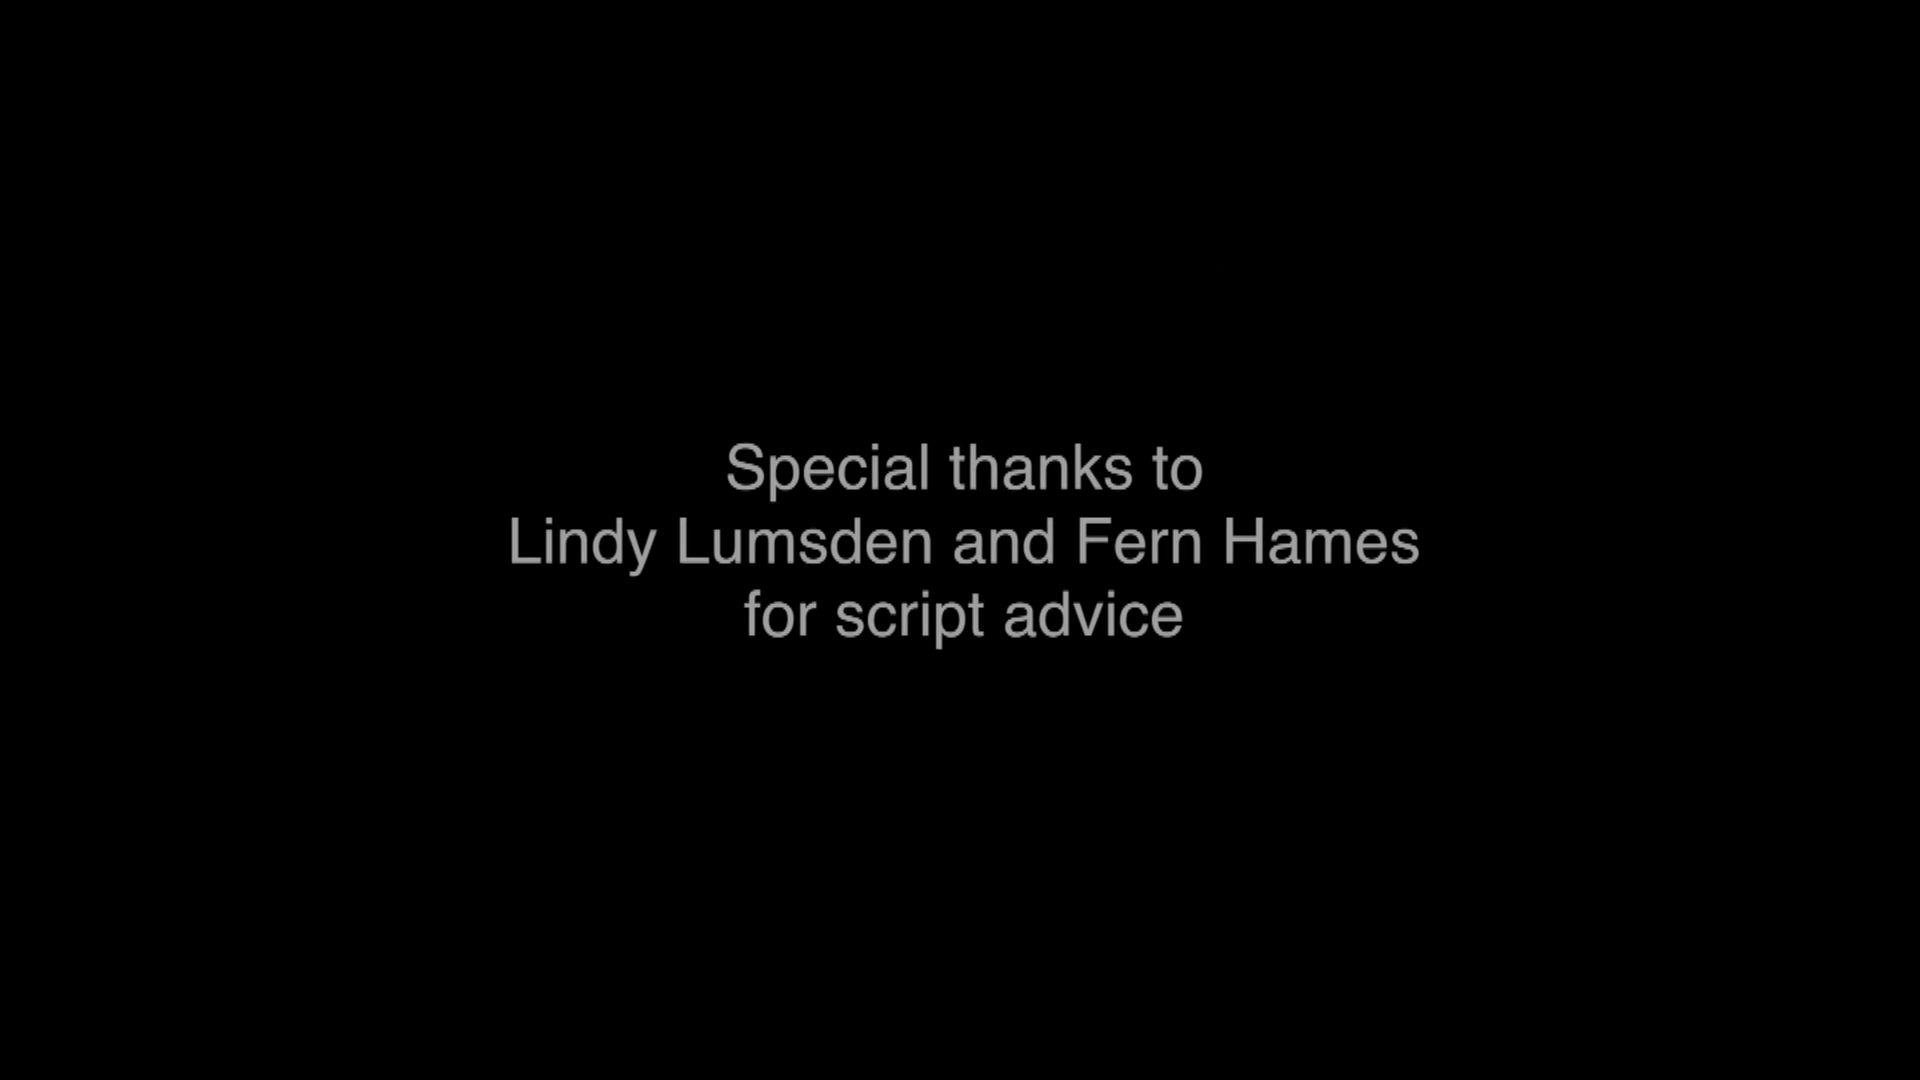 Special thanks to
Lindy Lumsden and Fern Hames
for script advice